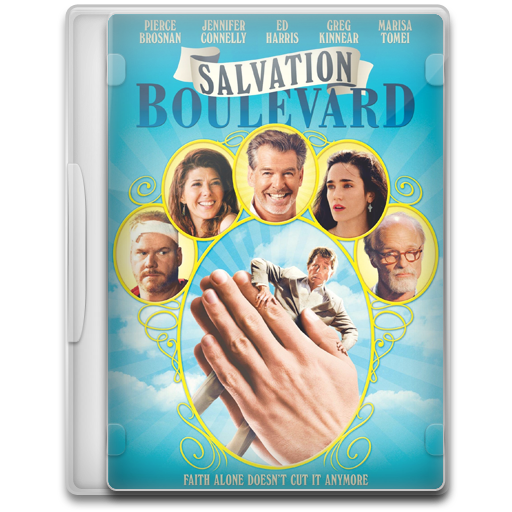 PIERCE BROSNAN JENNIFER CONNELLY ED HARRIS GREG KINNEAR MARISA TOMEI
SALVATION
BOULEVARD
FAITH ALONE DOESN'T CUT IT ANYMORE